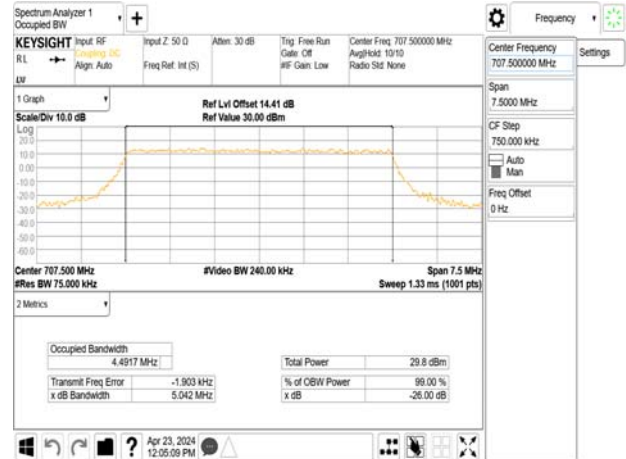 Spectrum Analyzer 1
Occupied BW
+
Frequency
KEYSIGHT Input: RF Input Z: 50 Ω Atten: 30 dB Trig: Free Run Center Freq: 707.500000 MHz
RL Coupling: DC Gate: Off Avg|Hold: 10/10
Align: Auto Freq Ref: Int (S) #IF Gain: Low Radio Std: None
Center Frequency
707.500000 MHz
Settings
Span
7.5000 MHz
CF Step
750.000 kHz
Auto
Man
Freq Offset
0 Hz
1 Graph
Scale/Div 10.0 dB
Ref Lvl Offset 14.41 dB
Ref Value 30.00 dBm
Log
20.0
10.0
0.00
-10.0
-20.0
-30.0
-40.0
-50.0
-60.0
Center 707.500 MHz #Video BW 240.00 kHz Span 7.5 MHz
#Res BW 75.000 kHz Sweep 1.33 ms (1001 pts)
2 Metrics
Occupied Bandwidth
4.4917 MHz
Total Power 29.8 dBm
Transmit Freq Error -1.903 kHz % of OBW Power 99.00 %
x dB Bandwidth 5.042 MHz x dB -26.00 dB
?
Apr 23, 2024
12:05:09 PM